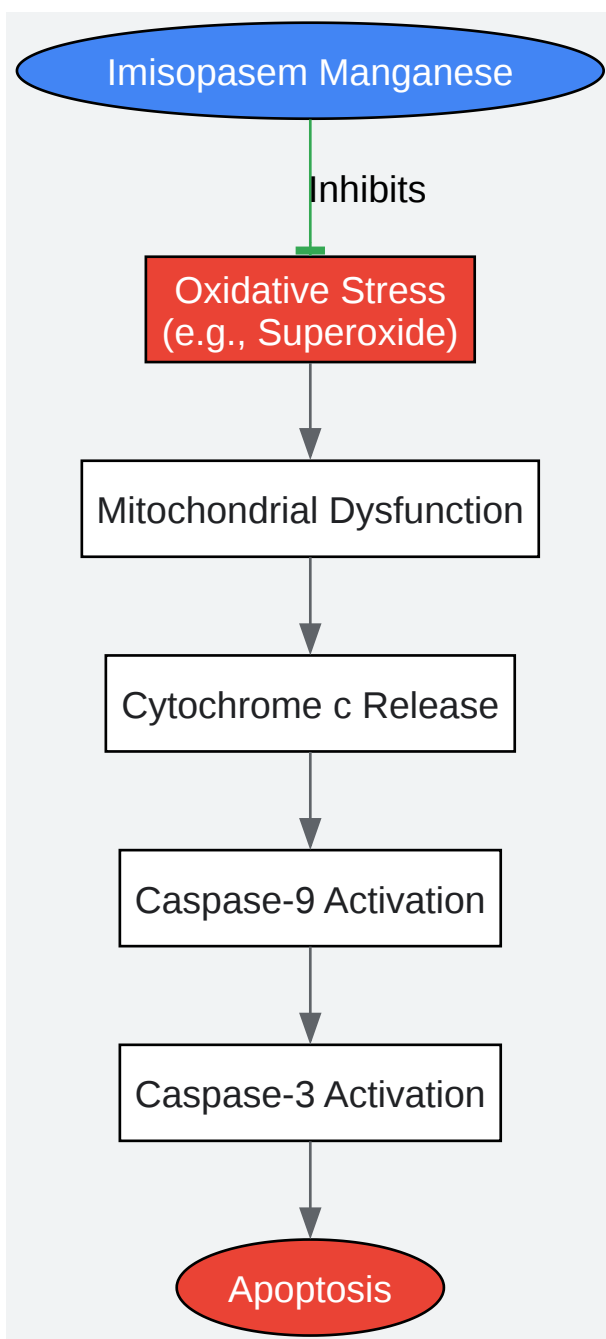 Imisopasem Manganese
Inhibits
Oxidative Stress
(e.g., Superoxide)
Mitochondrial Dysfunction
Cytochrome c Release
Caspase-9 Activation
Caspase-3 Activation
Apoptosis